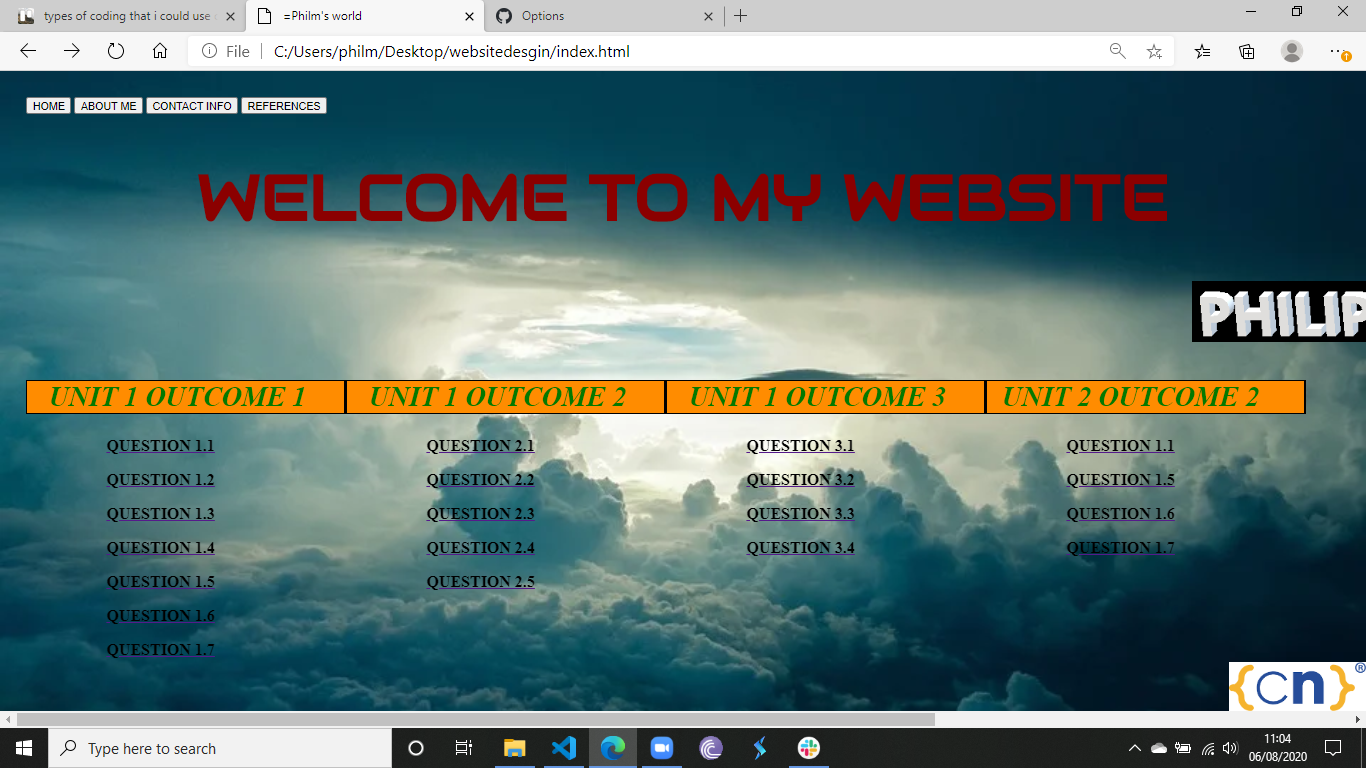 types of coding that i could use
=Philm's world
Options
File
C:/Users/philm/Desktop/websitedesgin/index.html
HOME ABOUT ME CONTACT INFO REFERENCES
WELCOME TO MY WEBSITE
PHILIP
UNIT 1 OUTCOME 1 UNIT 1 OUTCOME 2 UNIT 1 OUTCOME 3 UNIT 2 OUTCOME 2
QUESTION 1.1 QUESTION 2.1 QUESTION 3.1 QUESTION 1.1
QUESTION 1.2 QUESTION 2.2 QUESTION 3.2 QUESTION 1.5
QUESTION 1.3 QUESTION 2.3 QUESTION 3.3 QUESTION 1.6
QUESTION 1.4 QUESTION 2.4 QUESTION 3.4 QUESTION 1.7
QUESTION 1.5 QUESTION 2.5
QUESTION 1.6
QUESTION 1.7
{cn}®
Type here to search
11:04
06/08/2020